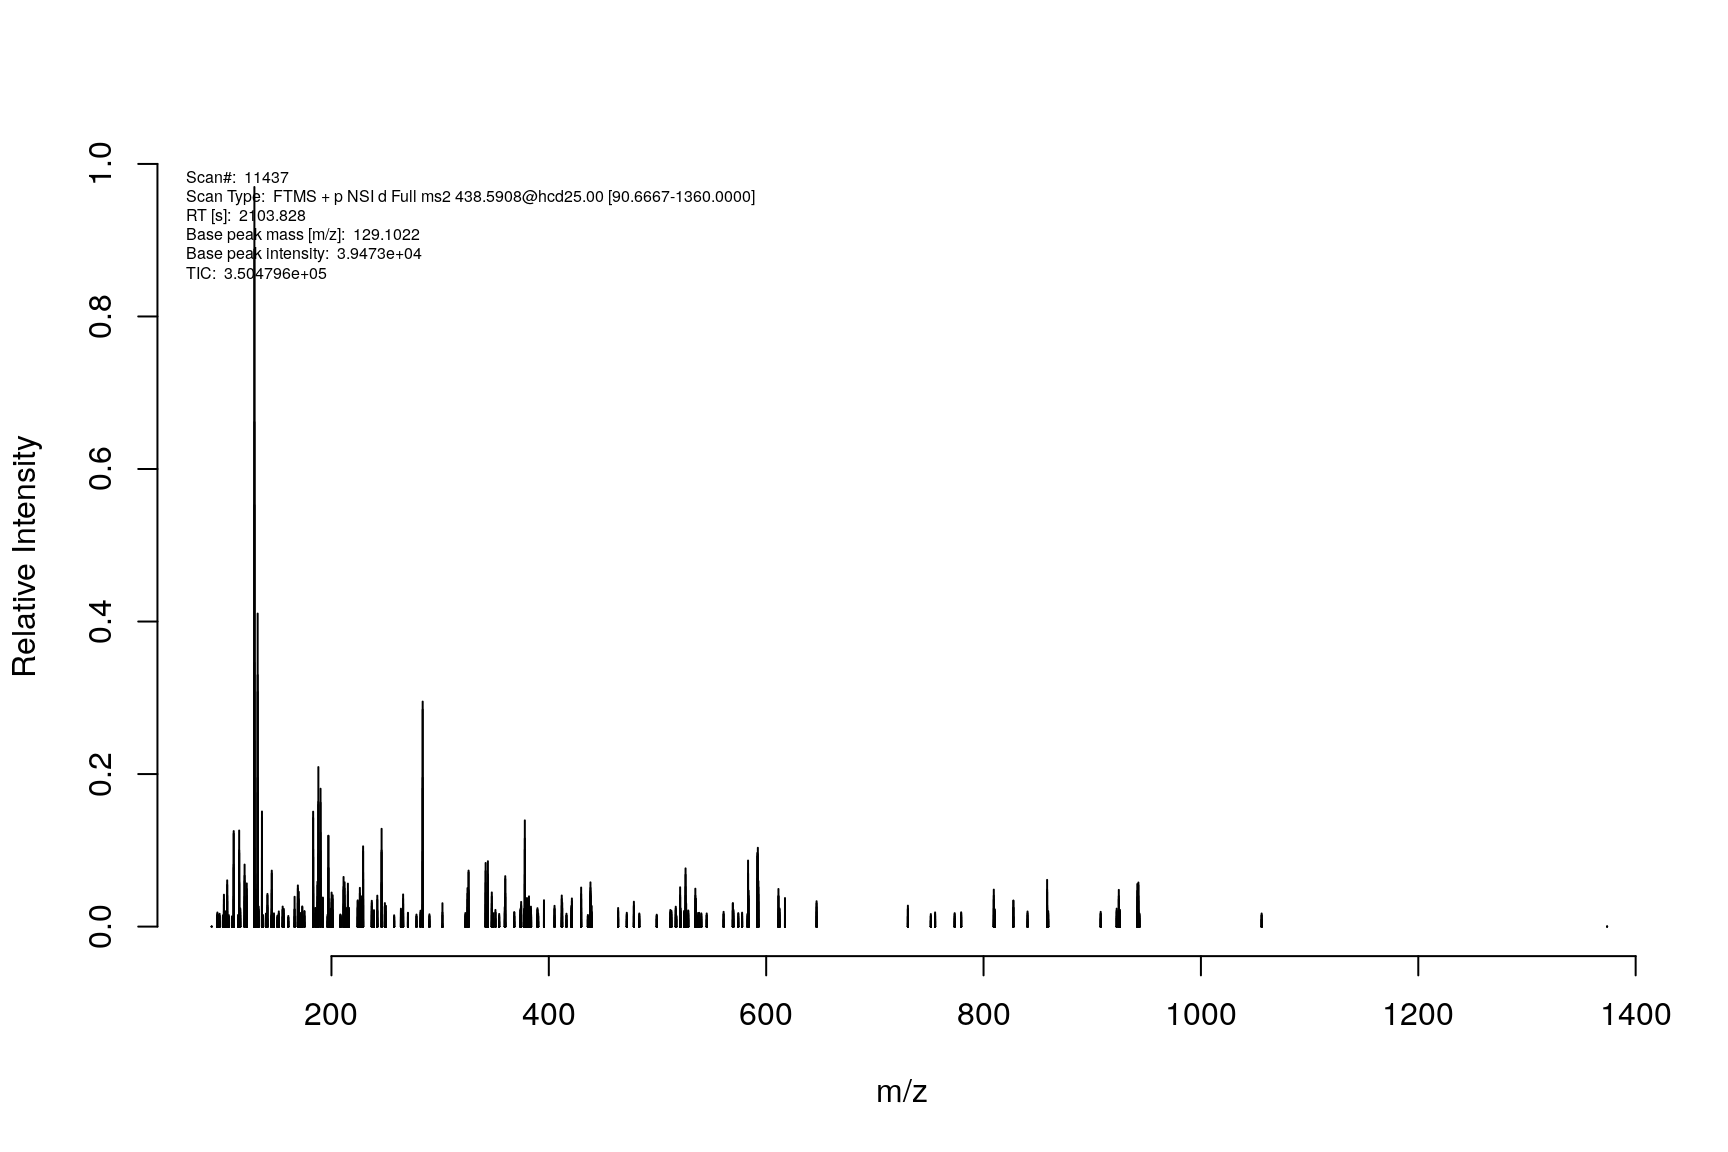 1.0
Scan#: 11437
Scan Type: FTMS + p NSI d Full ms2 438.5908@hcd25.00 [90.6667-1360.0000]
RT [s]: 2103.828
Base peak mass [m/z]: 129.1022
Base peak intensity: 3.9473e+04
TIC: 3.504796e+05
0.8
0.6
0.4
0.2
0.0
Relative Intensity
200 400 600 800 1000 1200 1400
m/z